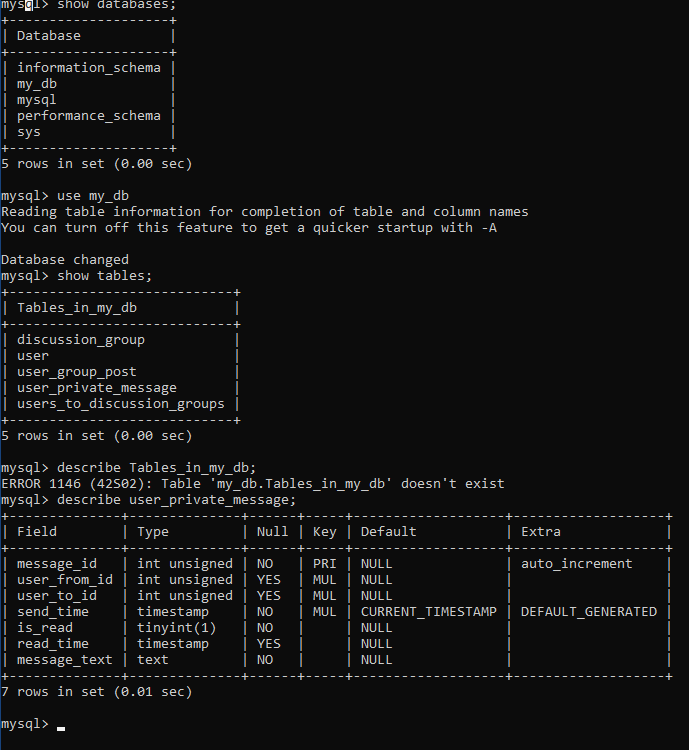 mysql> show databases;
+--------------------+
| Database           |
+--------------------+
| information_schema |
| my_db              |
| mysql              |
| performance_schema |
| sys                |
+--------------------+
5 rows in set (0.00 sec)

mysql> use my_db
Reading table information for completion of table and column names
You can turn off this feature to get a quicker startup with -A

Database changed
mysql> show tables;
+----------------------------+
| Tables_in_my_db            |
+----------------------------+
| discussion_group           |
| user                       |
| user_group_post            |
| user_private_message       |
| users_to_discussion_groups |
+----------------------------+
5 rows in set (0.00 sec)

mysql> describe Tables_in_my_db;
ERROR 1146 (42S02): Table 'my_db.Tables_in_my_db' doesn't exist
mysql> describe user_private_message;
+--------------+--------------+------+-----+-------------------+-------------------+
| Field        | Type         | Null | Key | Default           | Extra             |
+--------------+--------------+------+-----+-------------------+-------------------+
| message_id   | int unsigned | NO   | PRI | NULL              | auto_increment    |
| user_from_id | int unsigned | YES  | MUL | NULL              |                   |
| user_to_id   | int unsigned | YES  | MUL | NULL              |                   |
| send_time    | timestamp    | NO   | MUL | CURRENT_TIMESTAMP | DEFAULT_GENERATED |
| is_read      | tinyint(1)   | NO   |     | NULL              |                   |
| read_time    | timestamp    | YES  |     | NULL              |                   |
| message_text | text         | NO   |     | NULL              |                   |
+--------------+--------------+------+-----+-------------------+-------------------+
7 rows in set (0.01 sec)

mysql>